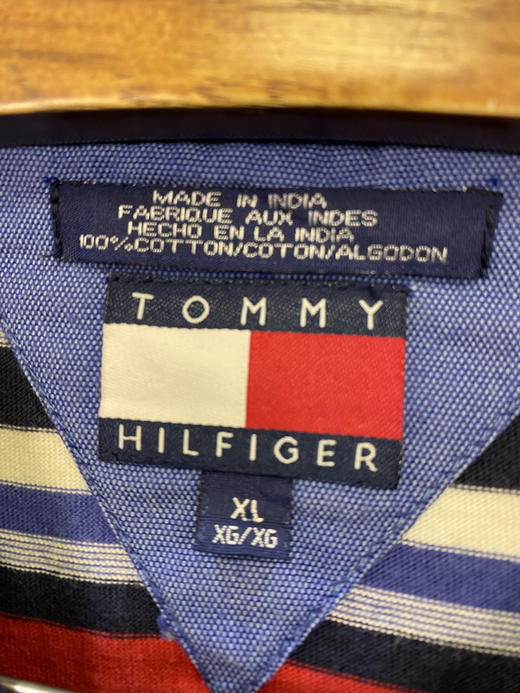 MADE IN INDIA
FABRIQUE AUX INDES
HECHO EN LA INDIA
100% COTTON/COTON/ALGODON
TOMMY
HILFIGER
XL
XG/XG